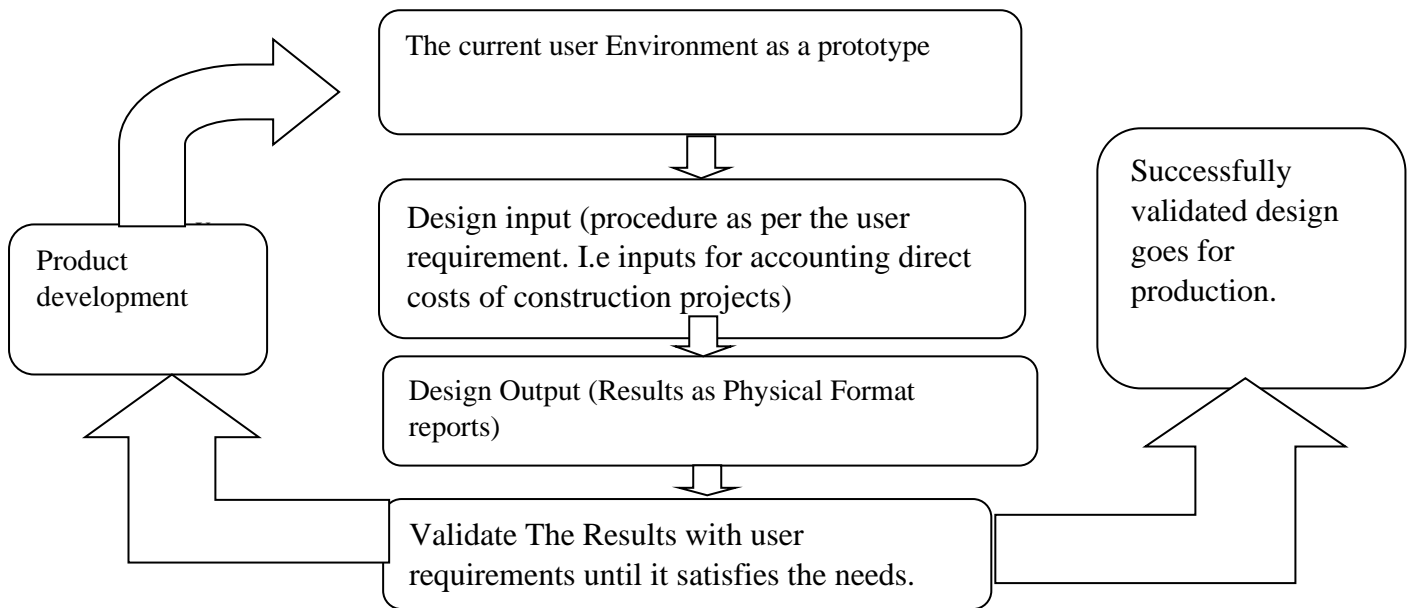 The current user Environment as a prototype
Design input (procedure as per the user
requirement. I.e inputs for accounting direct
costs of construction projects)
Design Output (Results as Physical Format
reports)
Validate The Results with user
requirements until it satisfies the needs.
Product
development
Successfully
validated design
goes for
production.